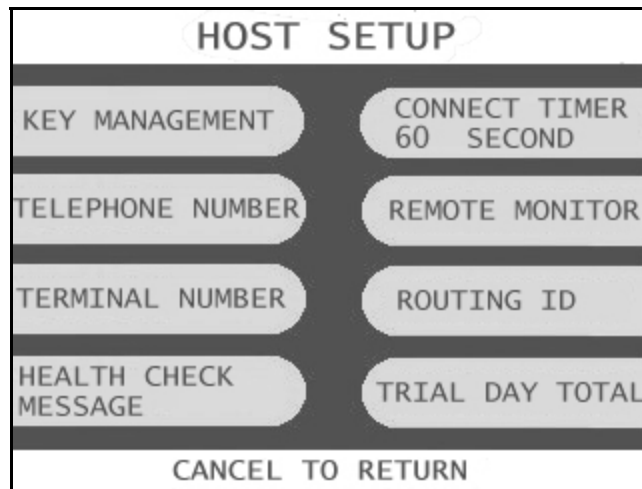 HOST SETUP
KEY MANAGEMENT
CONNECT TIMER
60 SECOND
TELEPHONE NUMBER
REMOTE MONITOR
TERMINAL NUMBER
ROUTING ID
HEALTH CHECK
MESSAGE
TRIAL DAY TOTAL
CANCEL TO RETURN